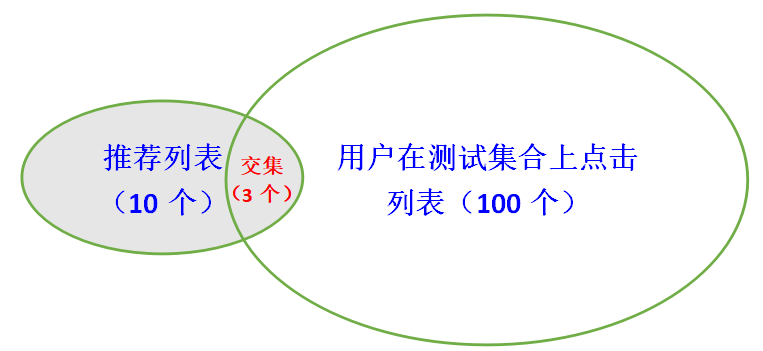 推荐列表
（10 个）
交集
（3 个）
用户在测试集合上点击
列表（100 个）